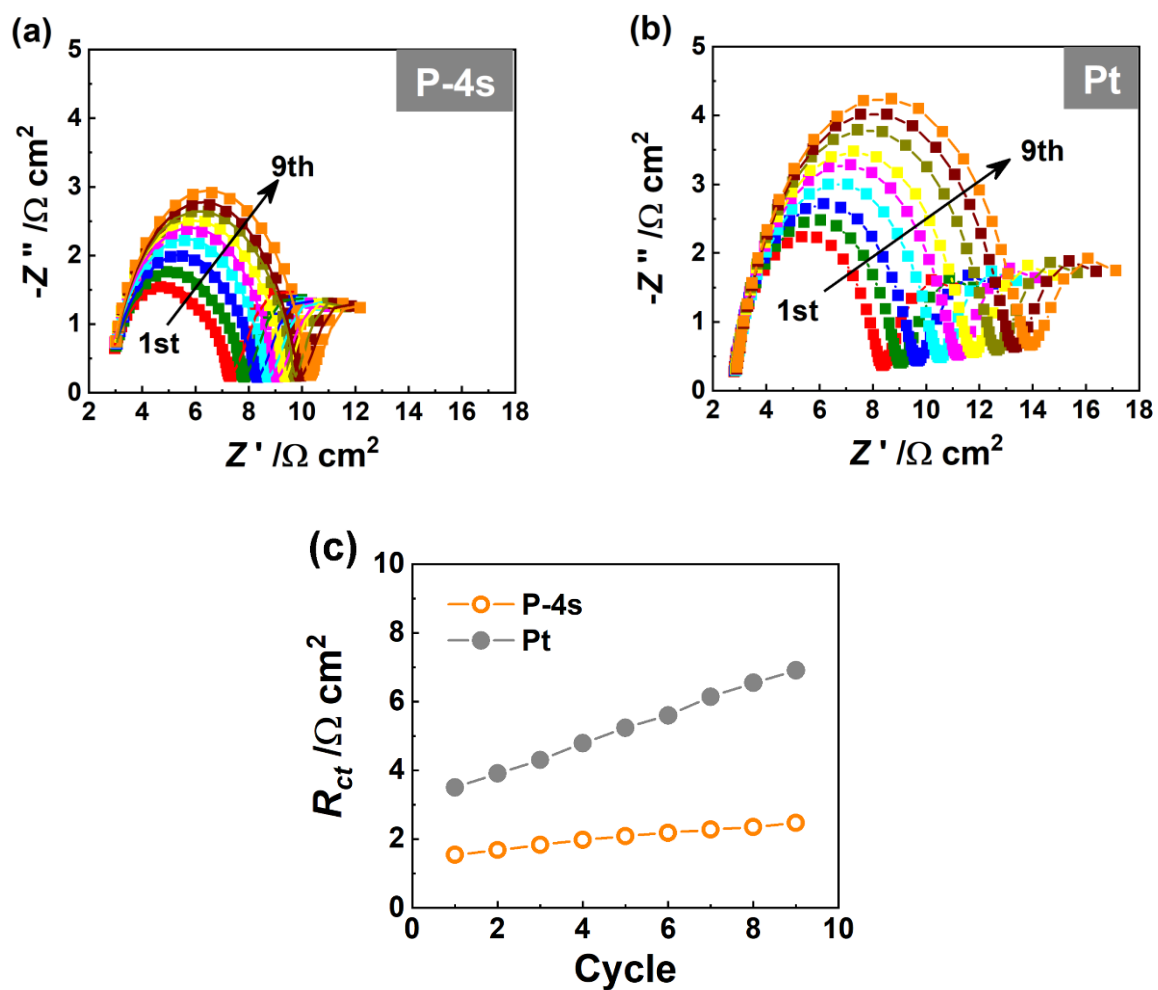 (a)
P-4s
5
4
3
2
1
0
-Z'' /Ω cm²
9th
1st
2 4 6 8 10 12 14 16 18
Z ' /Ω cm²
(b)
Pt
5
4
3
2
1
0
-Z'' /Ω cm²
9th
1st
2 4 6 8 10 12 14 16 18
Z ' /Ω cm²
(c)
10
8
6
4
2
0
R_ct /Ω cm²
P-4s
Pt
0 2 4 6 8 10
Cycle